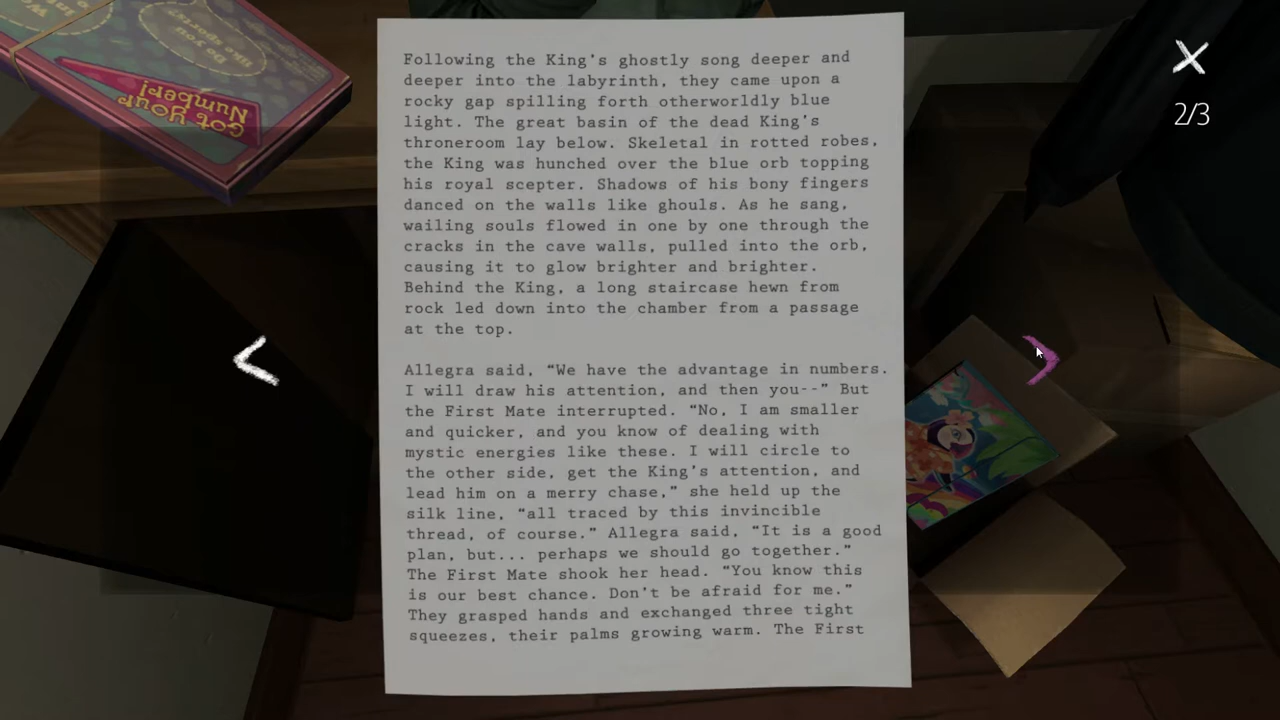 Got your
Number!
Do as you
like Sport!
2/3
Following the King's ghostly song deeper and
deeper into the labyrinth, they came upon a
rocky gap spilling forth otherworldly blue
light. The great basin of the dead King's
throneroom lay below. Skeletal in rotted robes,
the King was hunched over the blue orb topping
his royal scepter. Shadows of his bony fingers
danced on the walls like ghouls. As he sang,
wailing souls flowed in one by one through the
cracks in the cave walls, pulled into the orb,
causing it to glow brighter and brighter.
Behind the King, a long staircase hewn from
rock led down into the chamber from a passage
at the top.
Allegra said, “We have the advantage in numbers.
I will draw his attention, and then you--” But
the First Mate interrupted. “No, I am smaller
and quicker, and you know of dealing with
mystic energies like these. I will circle to
the other side, get the King's attention, and
lead him on a merry chase,” she held up the
silk line, “all traced by this invincible
thread, of course.” Allegra said, “It is a good
plan, but... perhaps we should go together.”
The First Mate shook her head. “You know this
is our best chance. Don't be afraid for me.”
They grasped hands and exchanged three tight
squeezes, their palms growing warm. The First